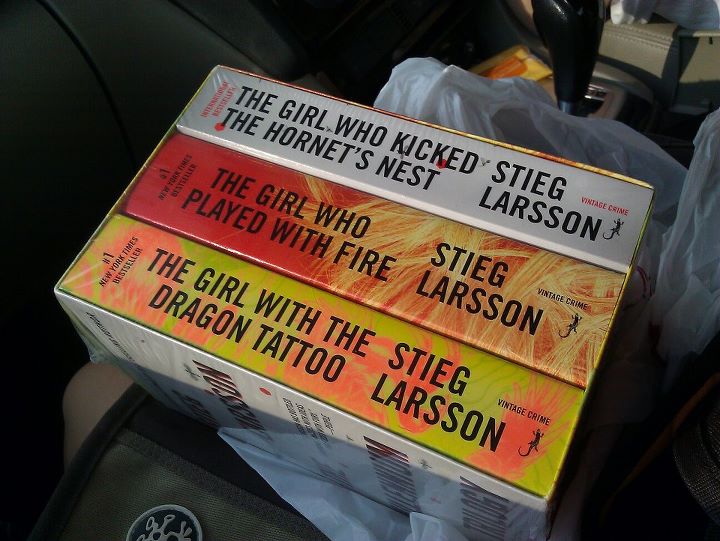 INTERNATIONAL
BESTSELLER
THE GIRL WHO KICKED
THE HORNET'S NEST
STIEG
LARSSON
VINTAGE CRIME
#1
NEW YORK TIMES
BESTSELLER
THE GIRL WHO
PLAYED WITH FIRE
STIEG
LARSSON
VINTAGE CRIME
#1
NEW YORK TIMES
BESTSELLER
THE GIRL WITH THE
DRAGON TATTOO
STIEG
LARSSON
VINTAGE CRIME